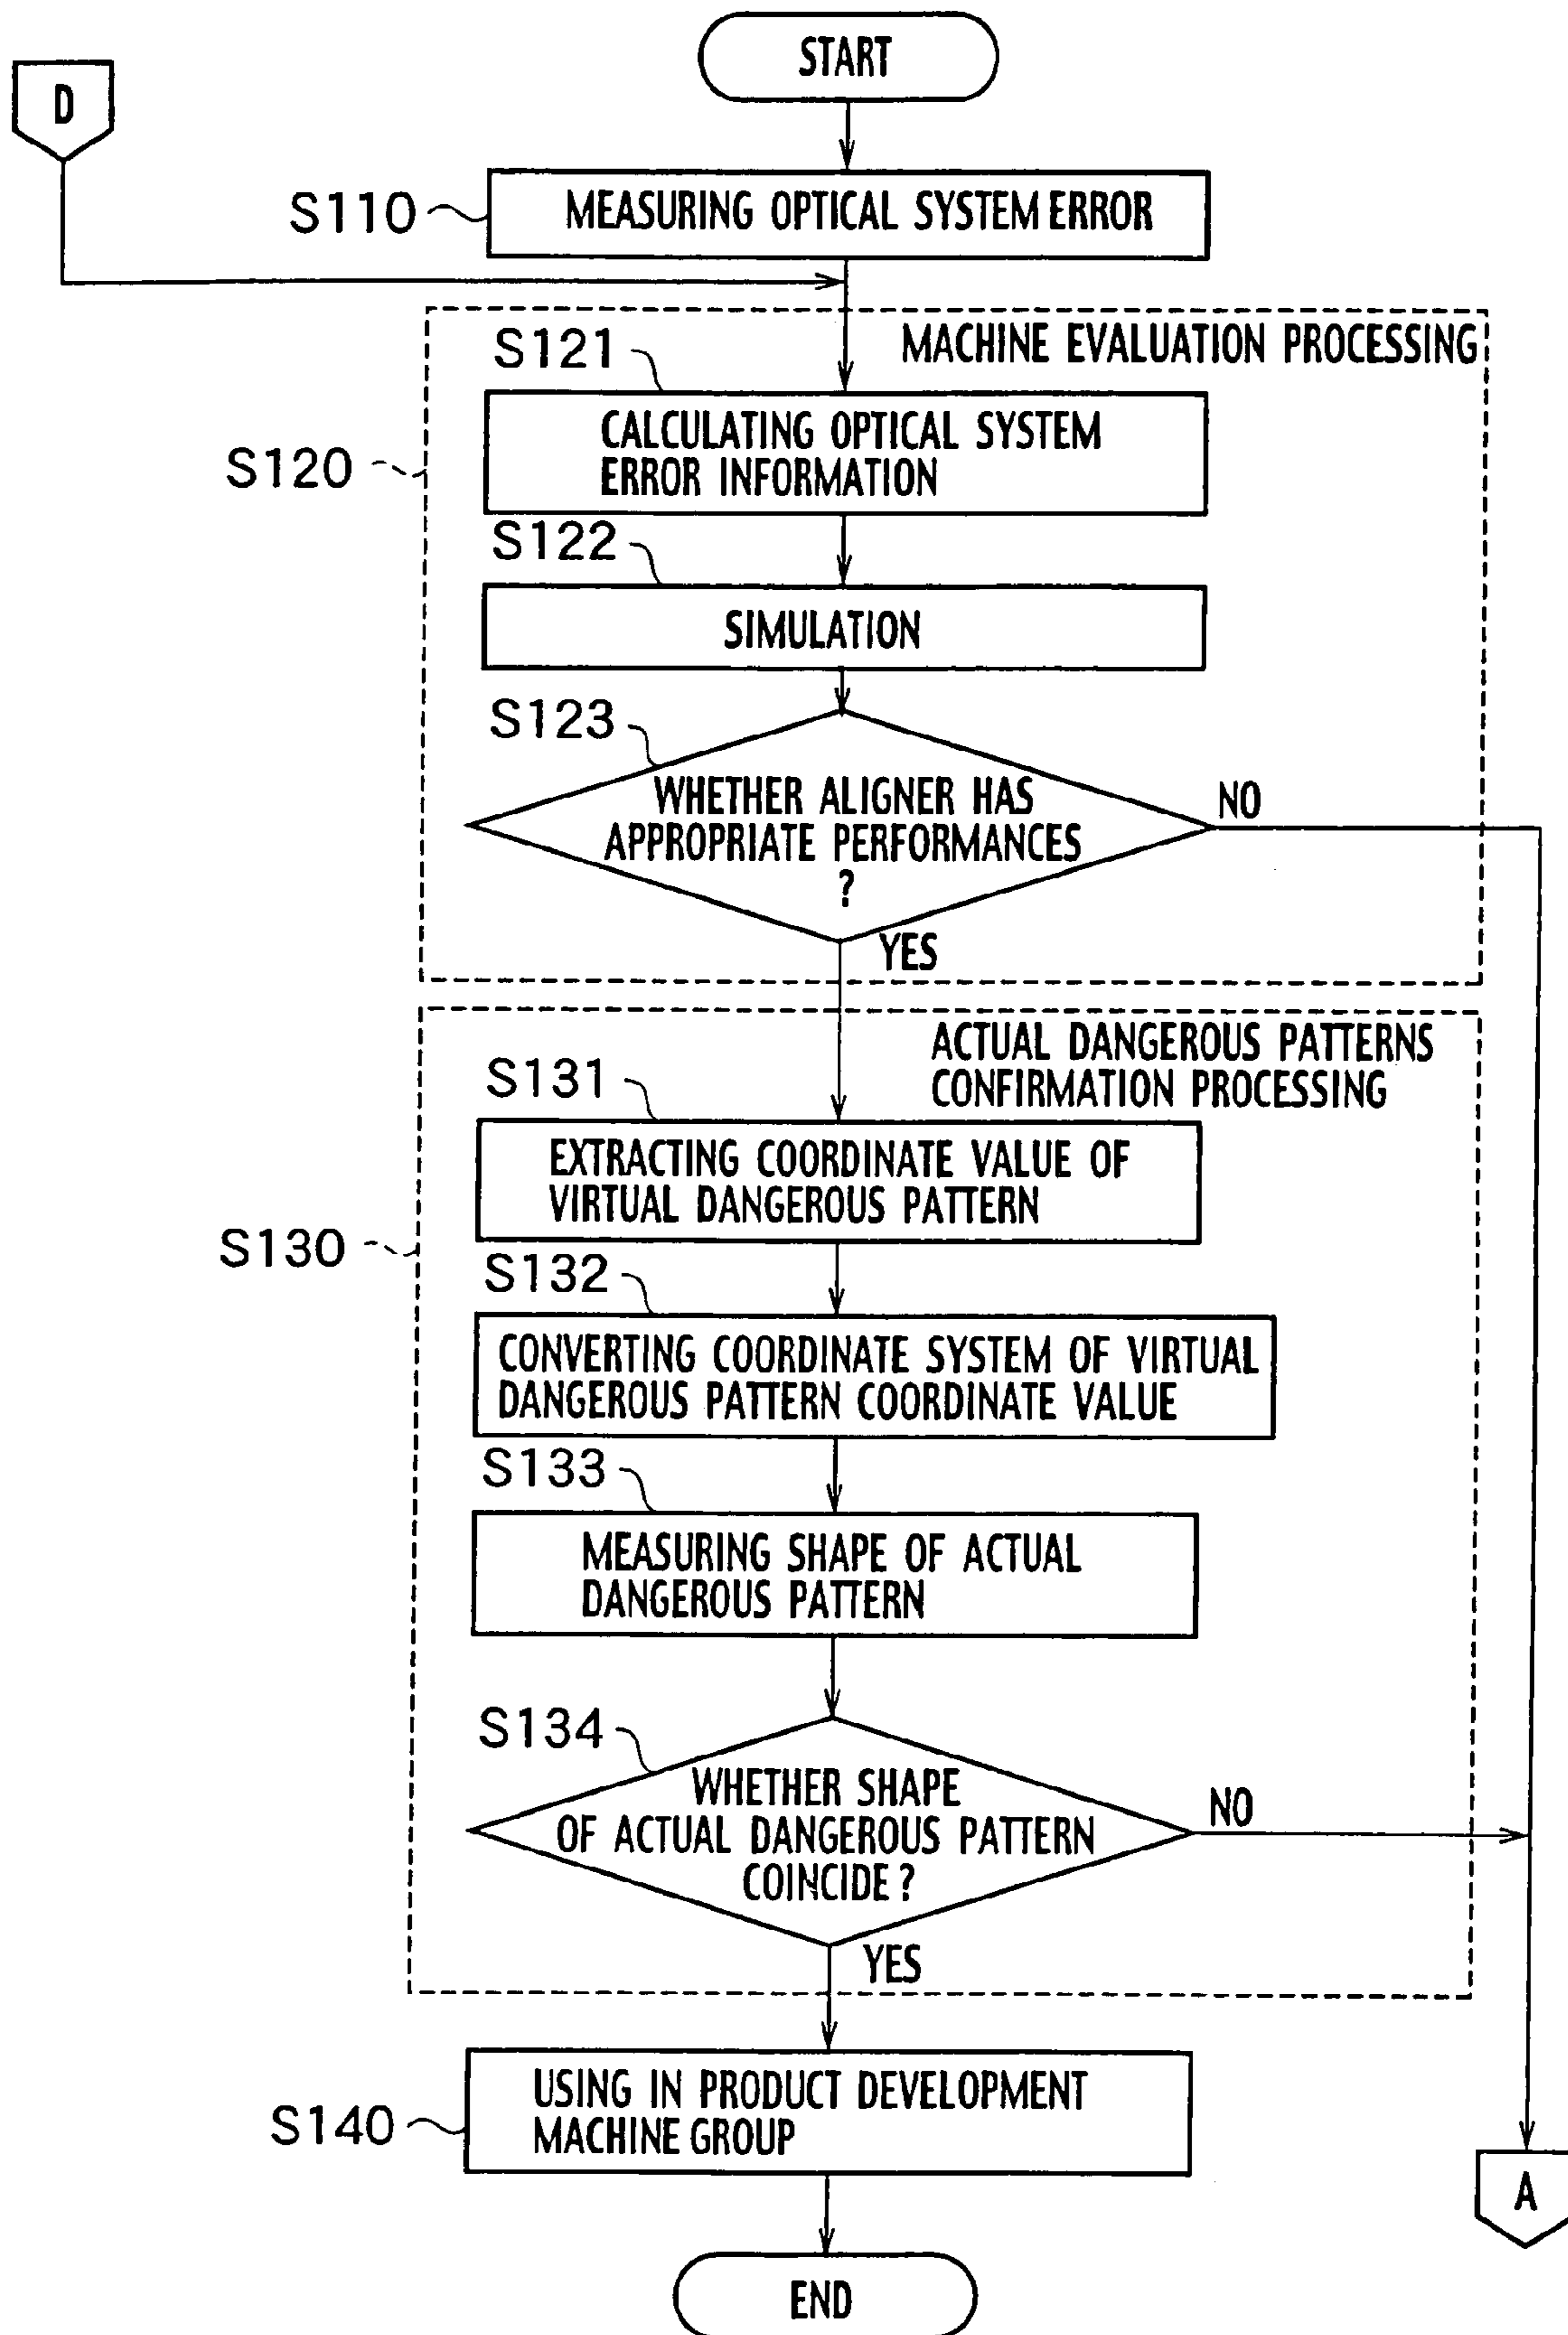 START
D
S110
MEASURING OPTICAL SYSTEM ERROR
MACHINE EVALUATION PROCESSING
S121
CALCULATING OPTICAL SYSTEM
ERROR INFORMATION
S120
S122
SIMULATION
S123
WHETHER ALIGNER HAS
APPROPRIATE PERFORMANCES
?
NO
YES
ACTUAL DANGEROUS PATTERNS
CONFIRMATION PROCESSING
S131
EXTRACTING COORDINATE VALUE OF
VIRTUAL DANGEROUS PATTERN
S130
S132
CONVERTING COORDINATE SYSTEM OF VIRTUAL
DANGEROUS PATTERN COORDINATE VALUE
S133
MEASURING SHAPE OF ACTUAL
DANGEROUS PATTERN
S134
WHETHER SHAPE
OF ACTUAL DANGEROUS PATTERN
COINCIDE ?
NO
YES
S140
USING IN PRODUCT DEVELOPMENT
MACHINE GROUP
A
END